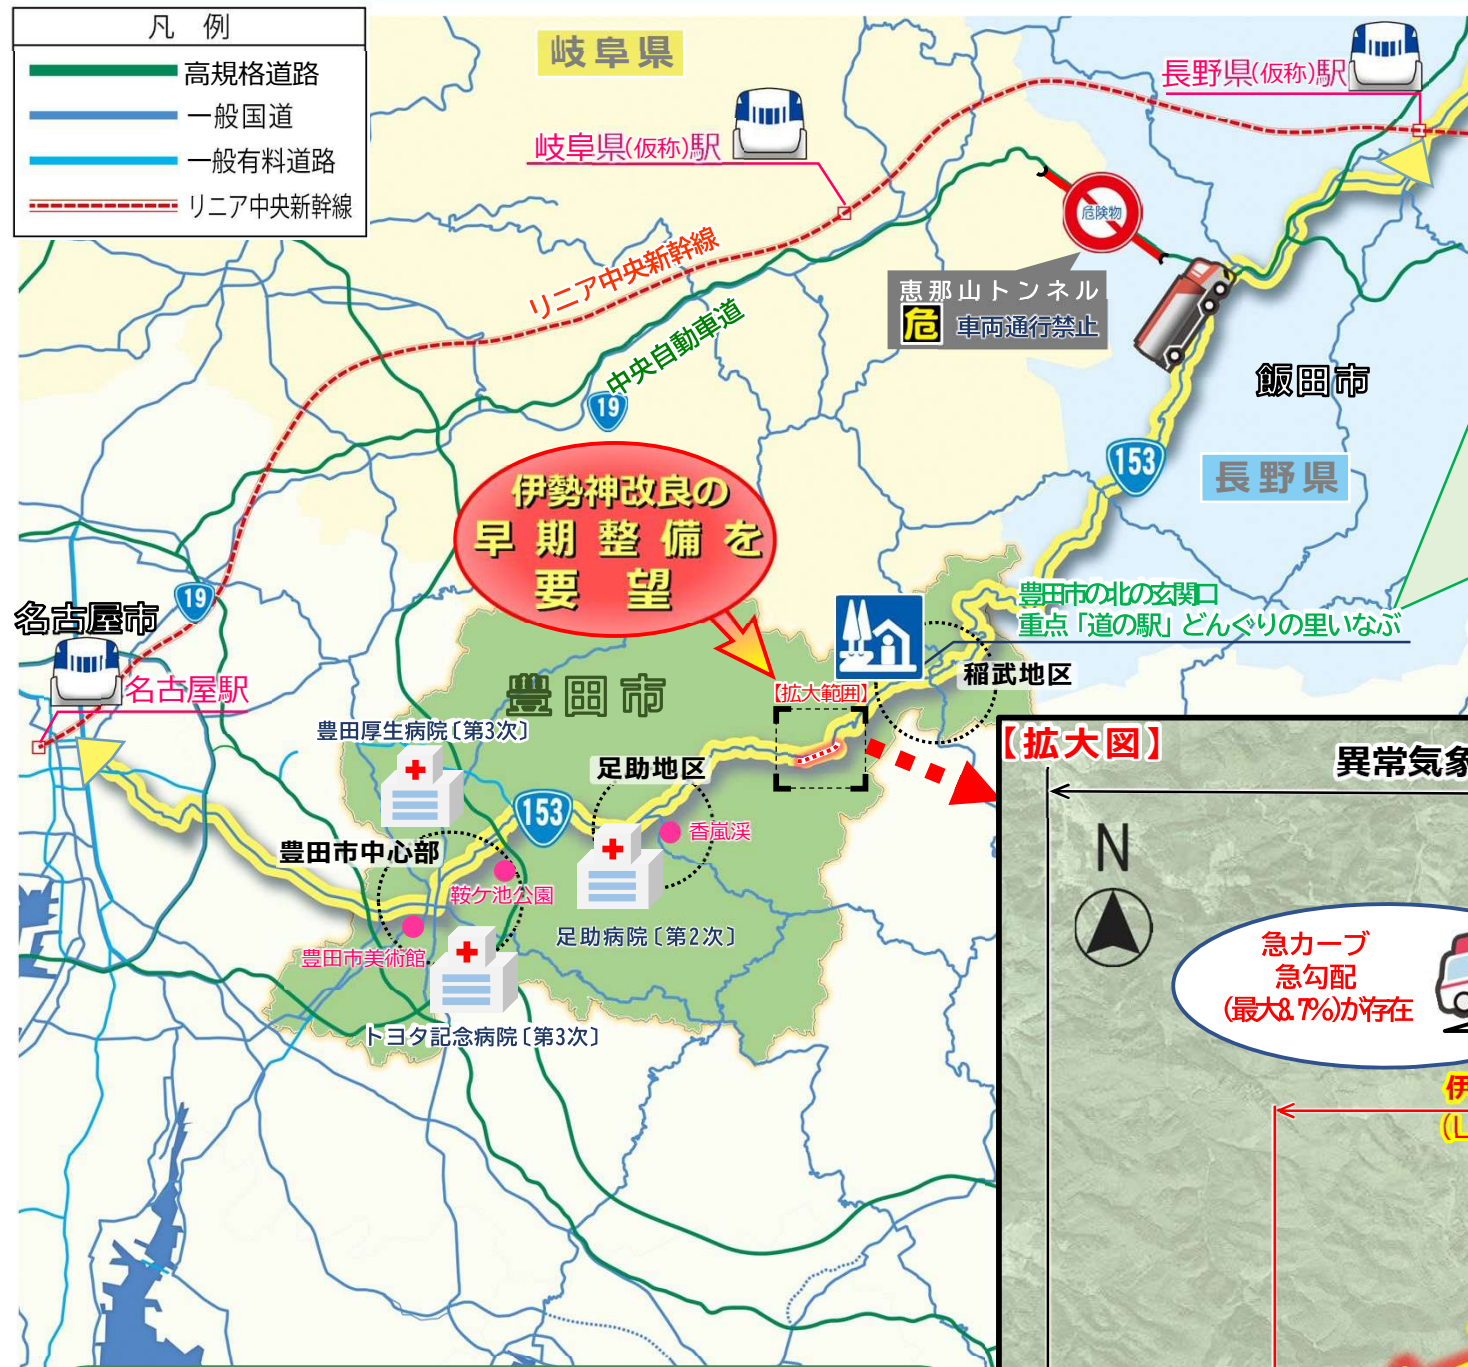 凡 例
高規格道路
一般国道
一般有料道路
リニア中央新幹線
岐阜県
長野県(仮称)駅
岐阜県(仮称)駅
危険物
恵那山トンネル
危 車両通行禁止
リニア中央新幹線
中央自動車道
19
飯田市
153
長野県
伊勢神改良の
早期整備を
要望
19
名古屋市
名古屋駅
豊田市の北の玄関口
重点「道の駅」どんぐりの里いなぶ
稲武地区
豊田市
【拡大範囲】
豊田厚生病院〔第3次〕
足助地区
153
香嵐渓
豊田市中心部
鞍ケ池公園
足助病院〔第2次〕
豊田市美術館
トヨタ記念病院〔第3次〕
【拡大図】
異常気象
N
急カーブ
急勾配
(最大8.7%)が存在
伊
(L